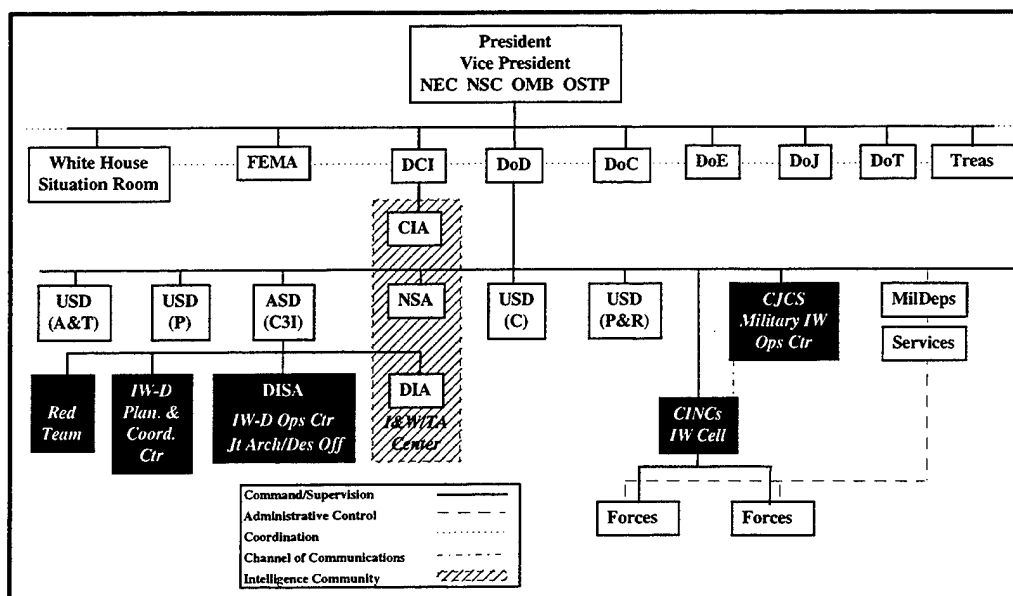 President
Vice President
NEC NSC OMB OSTP
White House
Situation Room
FEMA
DCI
DoD
DoC
DoE
DoJ
DoT
Treas
CIA
USD
(A&T)
USD
(P)
ASD
(C3I)
NSA
USD
(C)
USD
(P&R)
CJCS
Military IW
Ops Ctr
MilDeps
Services
Red
Team
IW-D
Plan. &
Coord.
Ctr
DISA
IW-D Ops Ctr
Jt Arch/Des Off
DIA
I&W/TA
Center
CINCs
IW Cell
Forces
Forces
Command/Supervision
Administrative Control
Coordination
Channel of Communications
Intelligence Community